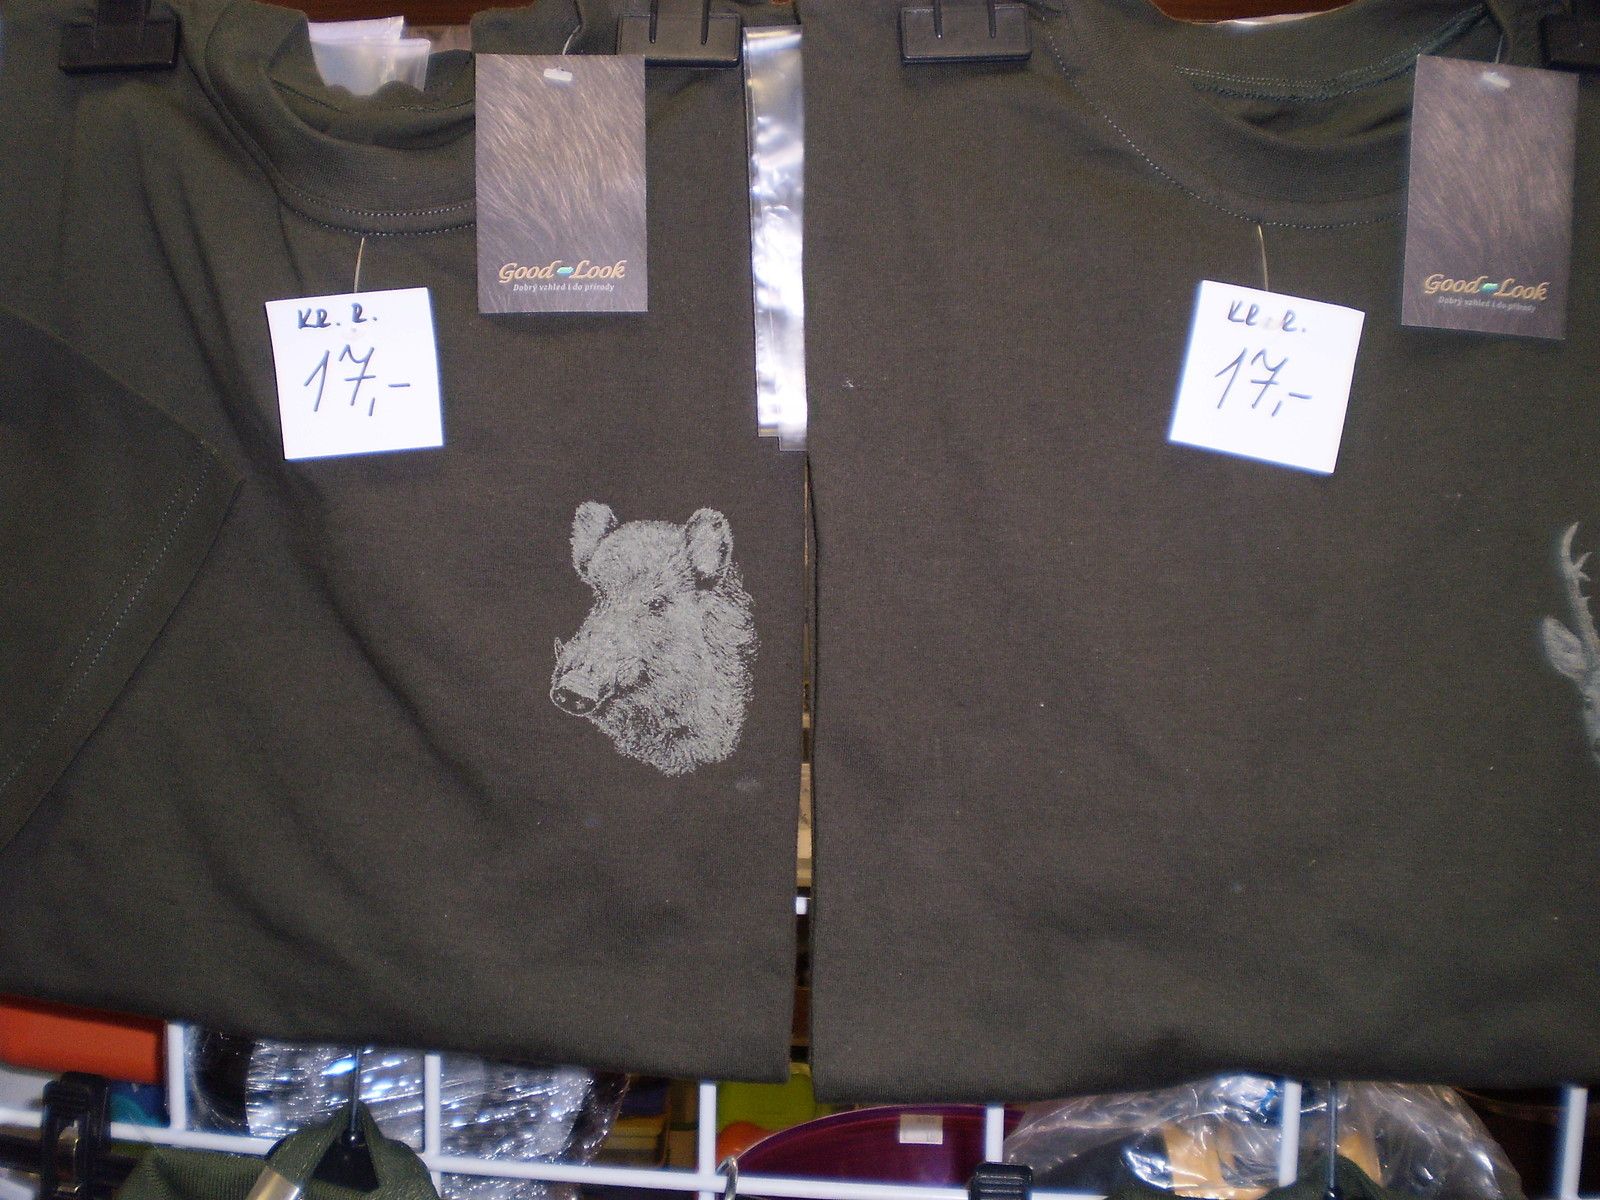 Good Look
Dobrý vzhled i do přírody
KR. R.
17,-
Good Look
Dobrý vzhled i do přírody
KR. R.
17,-